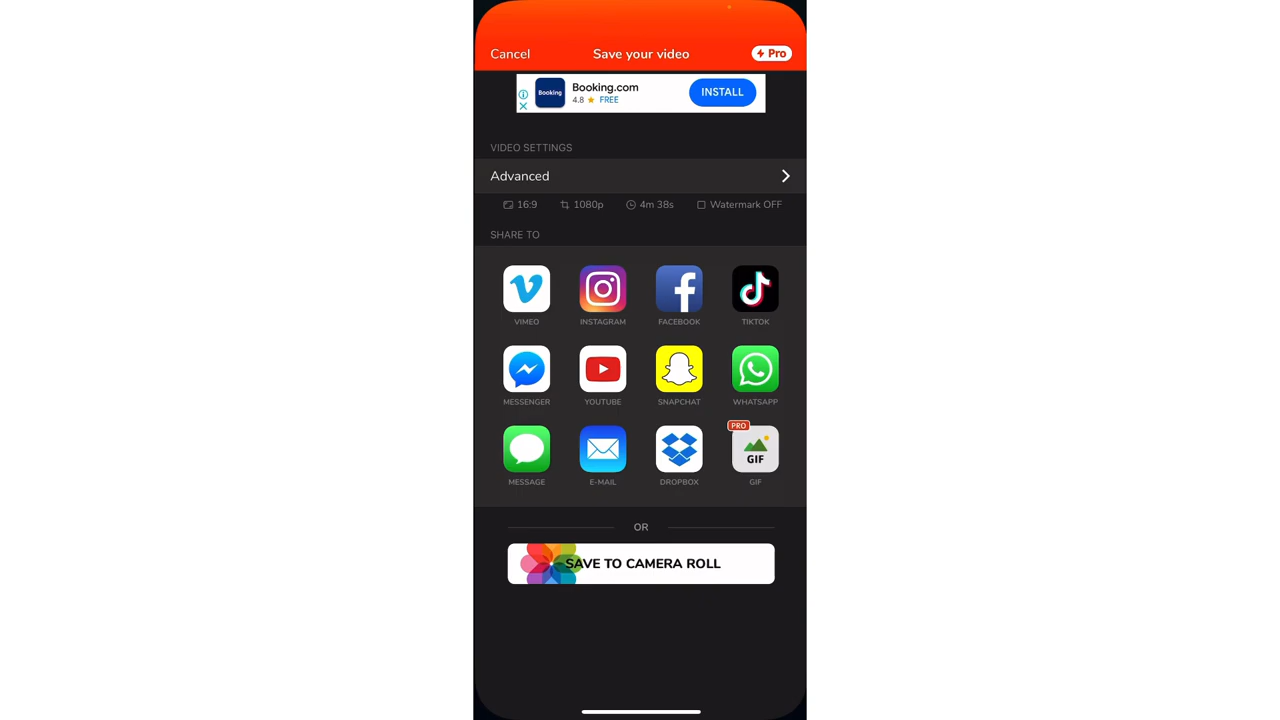 Cancel Save your video Pro
Booking Booking.com
4.8 FREE INSTALL
VIDEO SETTINGS
Advanced
16:9 1080p 4m 38s Watermark OFF
SHARE TO
VIMEO INSTAGRAM FACEBOOK TIKTOK
MESSENGER YOUTUBE SNAPCHAT WHATSAPP
PRO
GIF
MESSAGE E-MAIL DROPBOX GIF
OR
SAVE TO CAMERA ROLL